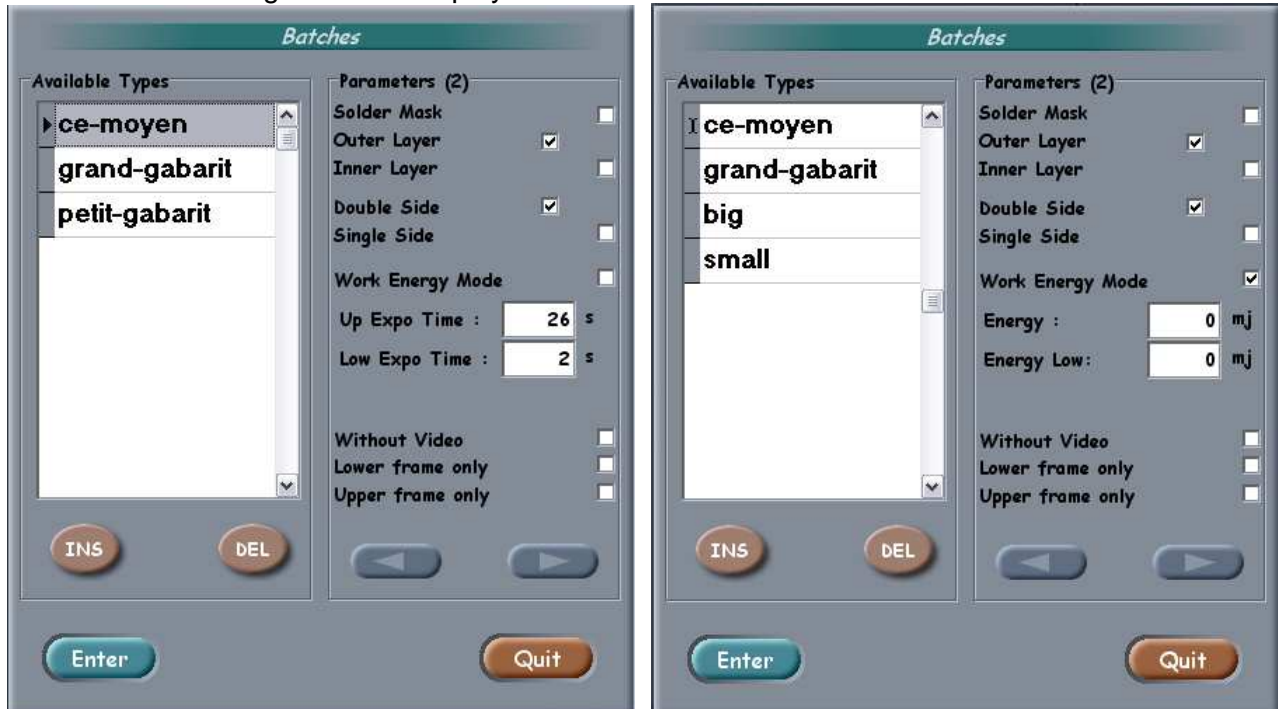 Batches
Available Types
ce-moyen
grand-gabarit
petit-gabarit
INS
DEL
Parameters (2)
Solder Mask
Outer Layer
Inner Layer
Double Side
Single Side
Work Energy Mode
Up Expo Time : 26 s
Low Expo Time : 2 s
Without Video
Lower frame only
Upper frame only
Enter
Quit
Batches
Available Types
ce-moyen
grand-gabarit
big
small
INS
DEL
Parameters (2)
Solder Mask
Outer Layer
Inner Layer
Double Side
Single Side
Work Energy Mode
Energy : 0 mj
Energy Low: 0 mj
Without Video
Lower frame only
Upper frame only
Enter
Quit